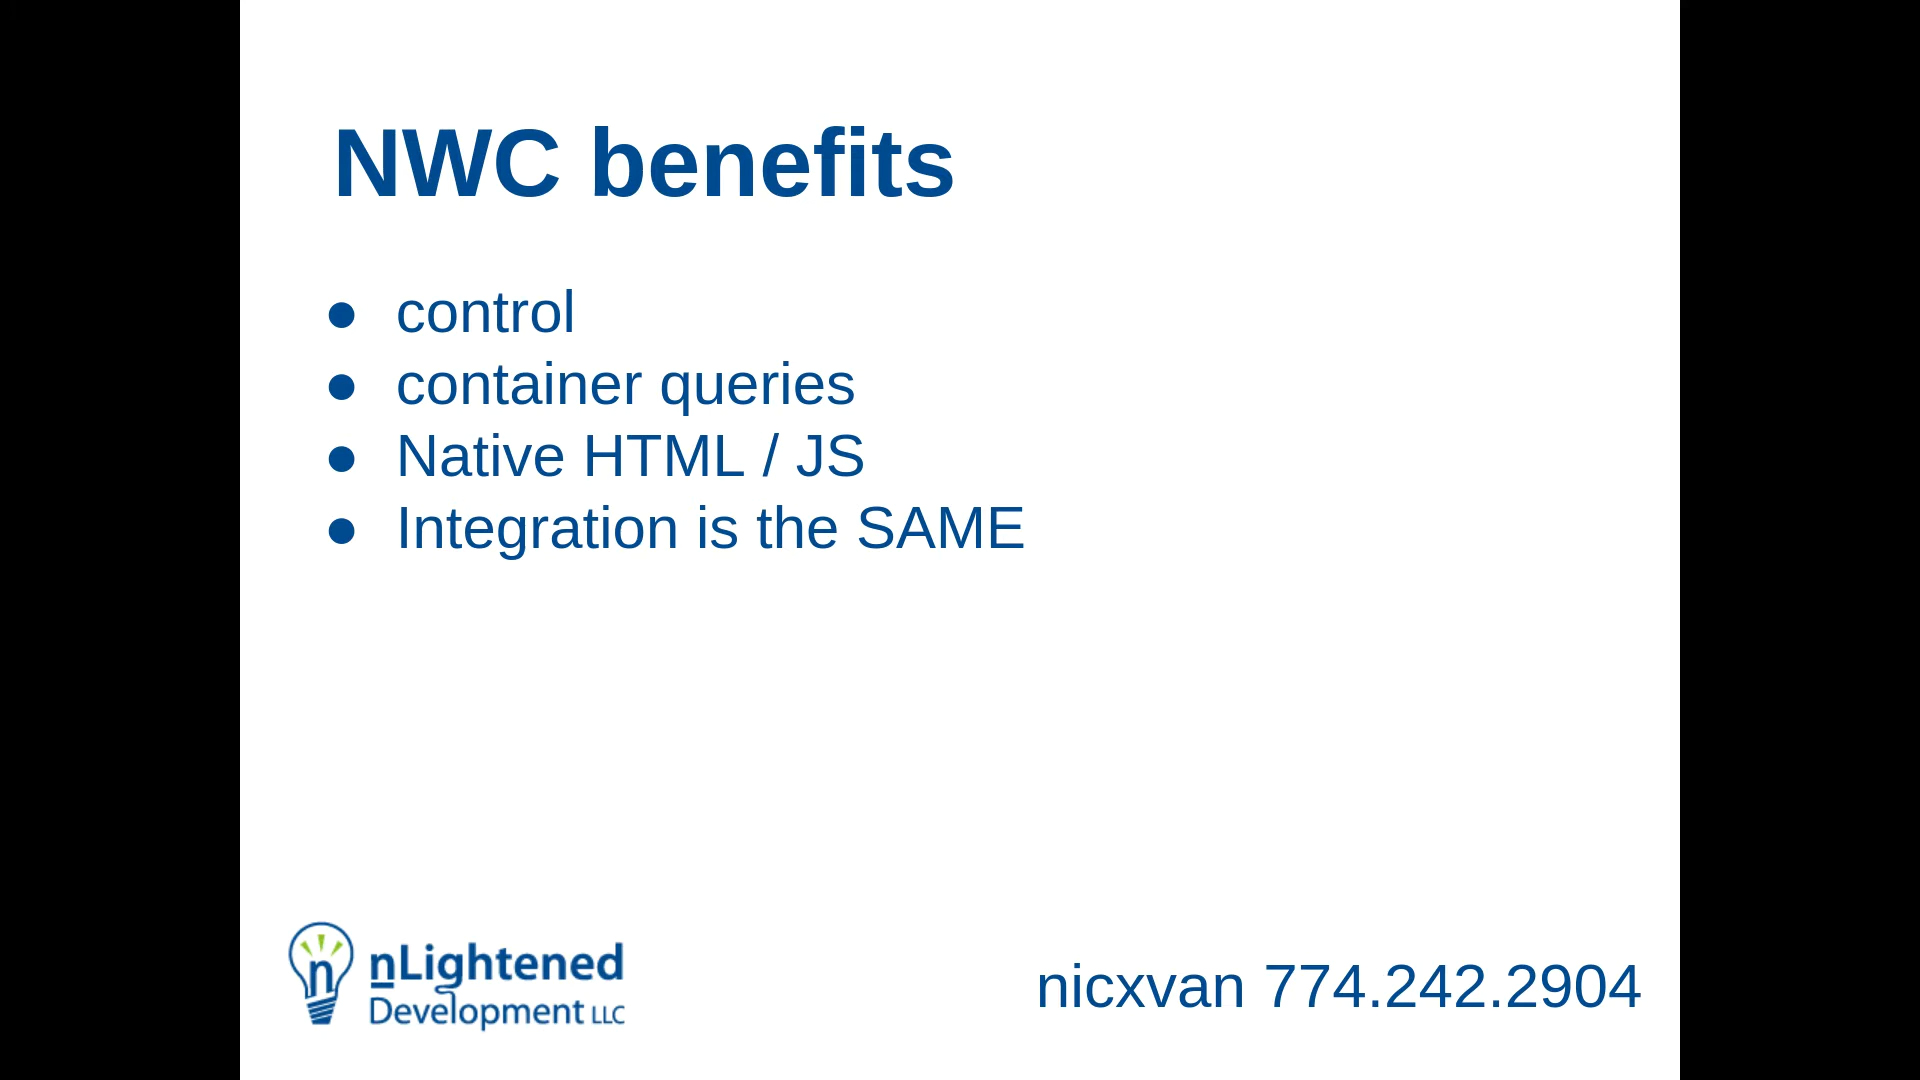 NWC benefits
● control
● container queries
● Native HTML / JS
● Integration is the SAME
n
nLightened
Development LLC
nicxvan 774.242.2904